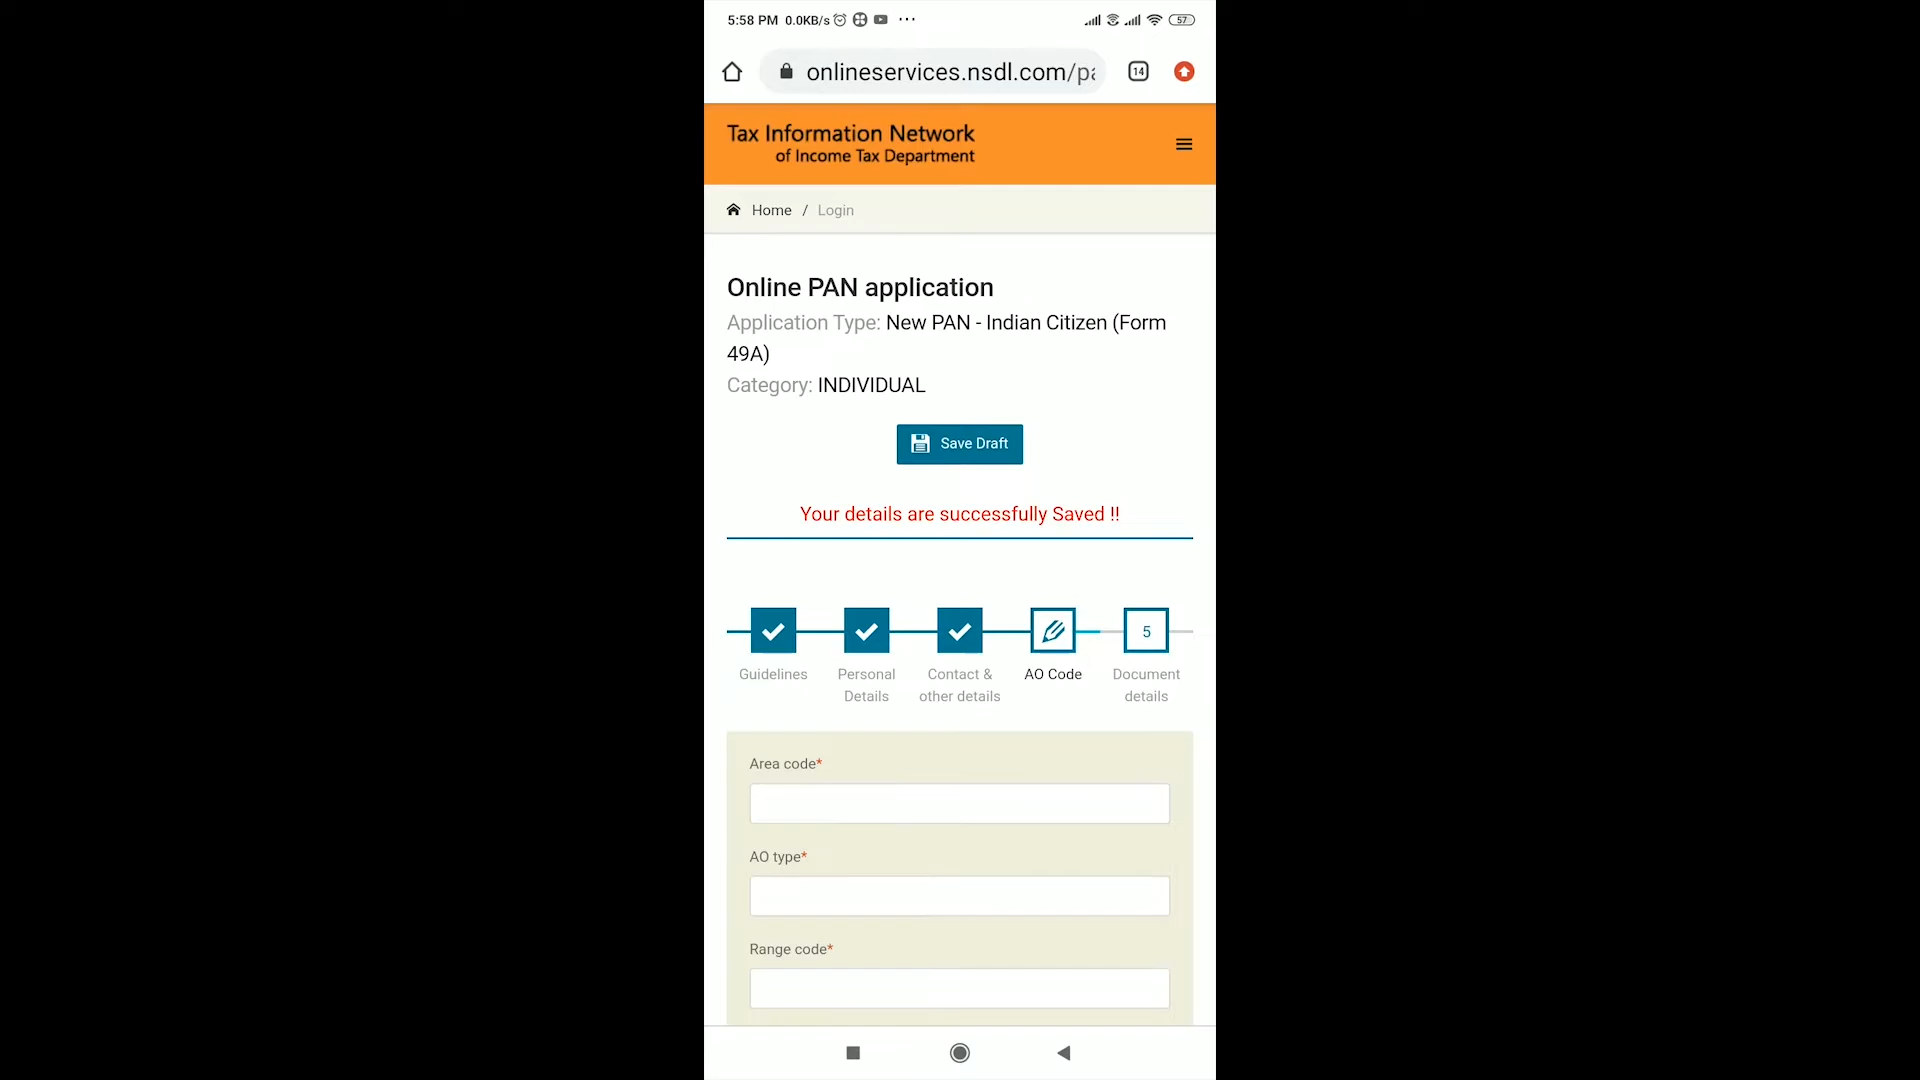 5:58 PM 0.0KB/s ... 57
onlineservices.nsdl.com/pa 14
Tax Information Network
of Income Tax Department
Home / Login
Online PAN application
Application Type: New PAN - Indian Citizen (Form
49A)
Category: INDIVIDUAL
Save Draft
Your details are successfully Saved !!
5
Guidelines Personal Contact & AO Code Document
Details other details details
Area code*
AO type*
Range code*